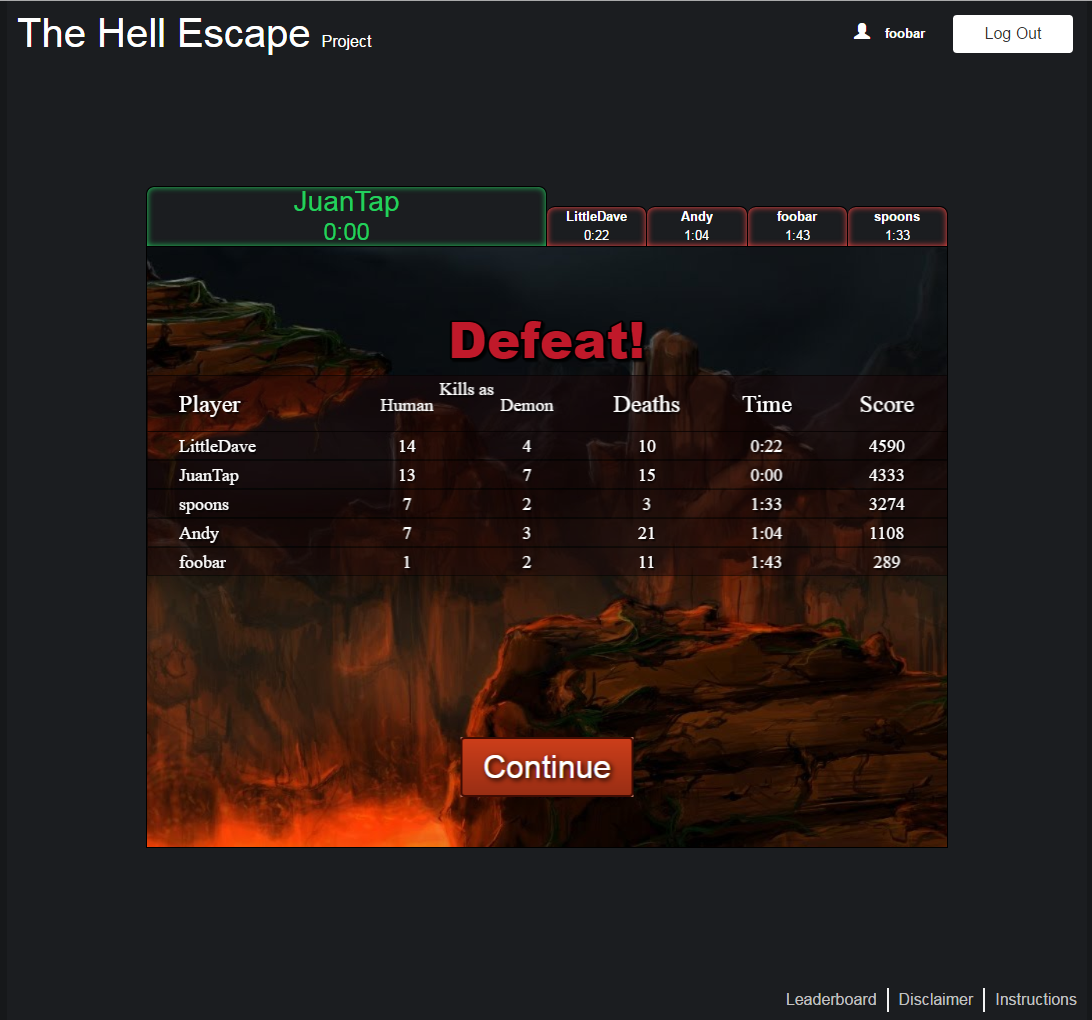 The Hell Escape Project
foobar
Log Out
JuanTap
0:00
LittleDave
0:22
Andy
1:04
foobar
1:43
spoons
1:33
Defeat!
Kills as
Player Human Demon Deaths Time Score
LittleDave 14 4 10 0:22 4590
JuanTap 13 7 15 0:00 4333
spoons 7 2 3 1:33 3274
Andy 7 3 21 1:04 1108
foobar 1 2 11 1:43 289
Continue
Leaderboard Disclaimer Instructions